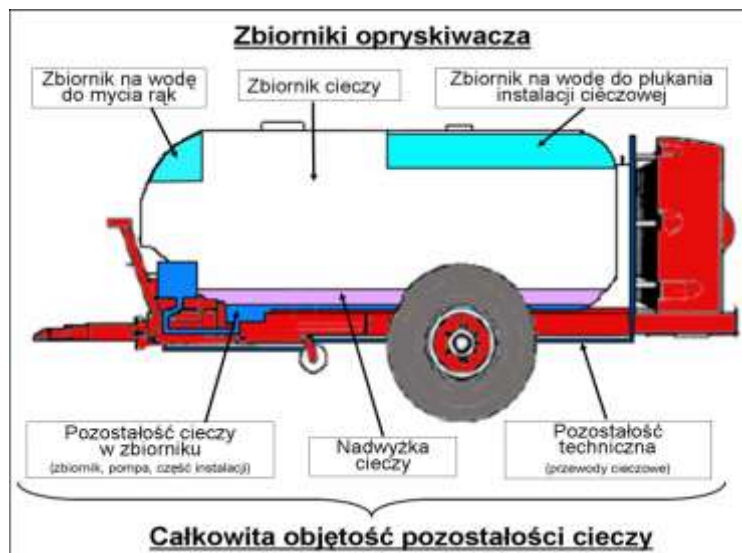 Zbiorniki opryskiwacza
Zbiornik na wodę
do mycia rąk
Zbiornik cieczy
Zbiornik na wodę do płukania
instalacji cieczowej
Pozostałość cieczy
w zbiorniku
(zbiornik, pompa, część instalacji)
Nadwyżka
cieczy
Pozostałość
techniczna
(przewody cieczowe)
Całkowita objętość pozostałości cieczy